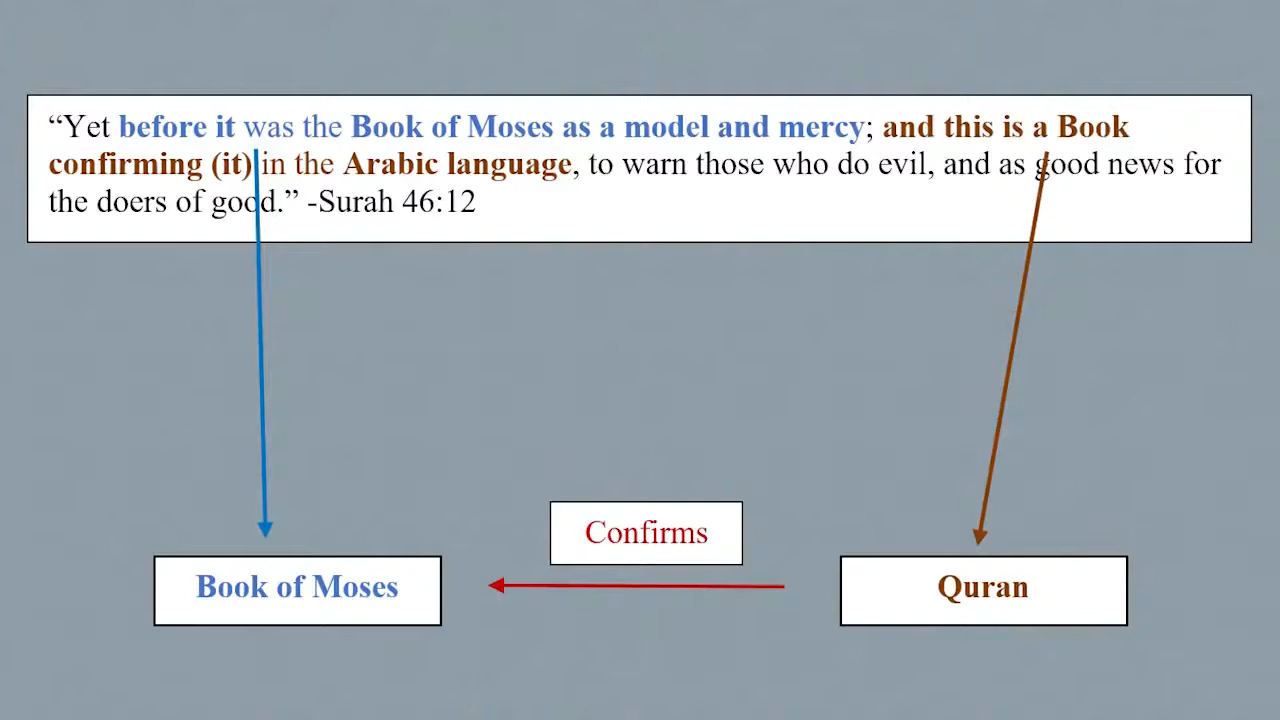 “Yet before it was the Book of Moses as a model and mercy; and this is a Book
confirming (it) in the Arabic language, to warn those who do evil, and as good news for
the doers of good.” -Surah 46:12
Confirms
Book of Moses
Quran